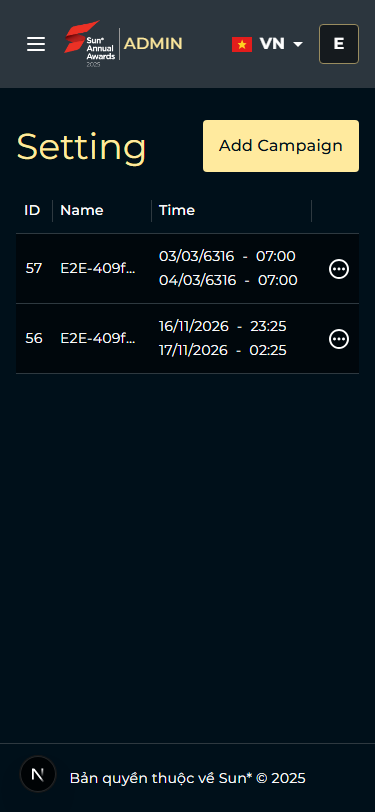 Sun*
Annual
Awards
2025
ADMIN
VN
E
Setting
Add Campaign
ID Name Time
57 E2E-409f... 03/03/6316 - 07:00
04/03/6316 - 07:00
56 E2E-409f... 16/11/2026 - 23:25
17/11/2026 - 02:25
N
Bản quyền thuộc về Sun* © 2025